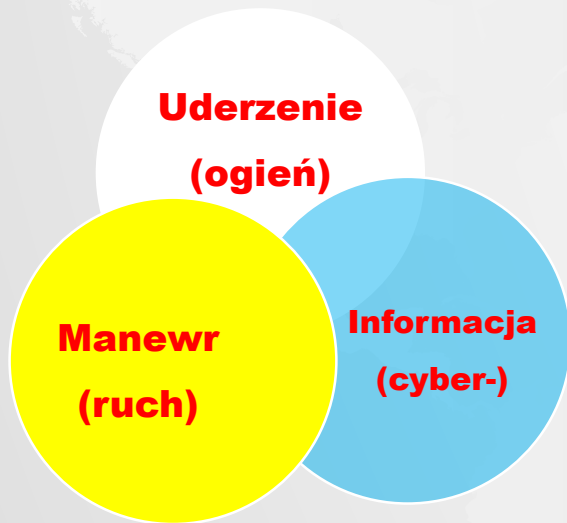 Uderzenie
(ogień)
Manewr
(ruch)
Informacja
(cyber-)